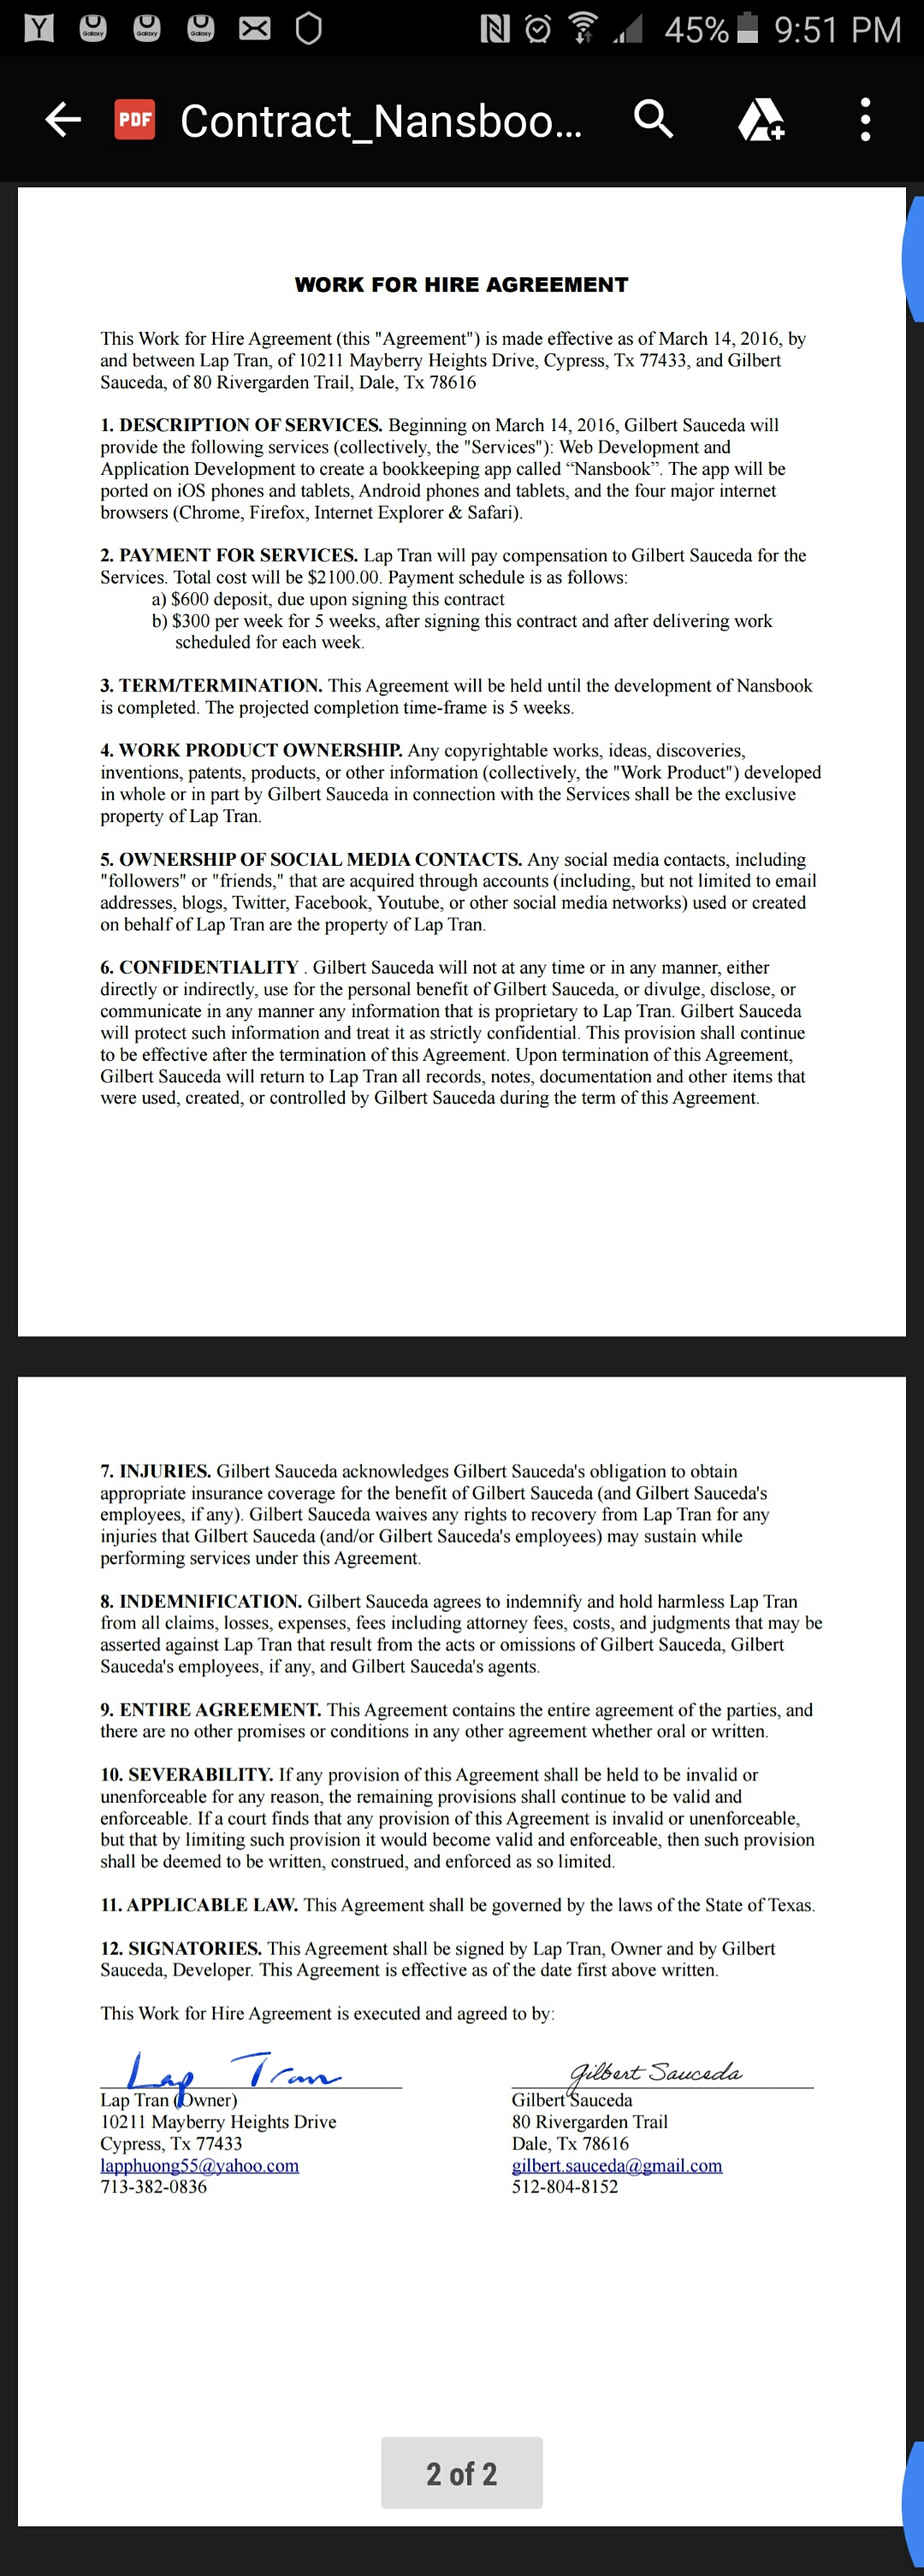 Y Galaxy Galaxy Galaxy N 45% 9:51 PM
PDF Contract_Nansboo...
WORK FOR HIRE AGREEMENT
This Work for Hire Agreement (this "Agreement") is made effective as of March 14, 2016, by
and between Lap Tran, of 10211 Mayberry Heights Drive, Cypress, Tx 77433, and Gilbert
Sauceda, of 80 Rivergarden Trail, Dale, Tx 78616
1. DESCRIPTION OF SERVICES. Beginning on March 14, 2016, Gilbert Sauceda will
provide the following services (collectively, the "Services"): Web Development and
Application Development to create a bookkeeping app called “Nansbook”. The app will be
ported on iOS phones and tablets, Android phones and tablets, and the four major internet
browsers (Chrome, Firefox, Internet Explorer & Safari).
2. PAYMENT FOR SERVICES. Lap Tran will pay compensation to Gilbert Sauceda for the
Services. Total cost will be $2100.00. Payment schedule is as follows:
a) $600 deposit, due upon signing this contract
b) $300 per week for 5 weeks, after signing this contract and after delivering work
scheduled for each week.
3. TERM/TERMINATION. This Agreement will be held until the development of Nansbook
is completed. The projected completion time-frame is 5 weeks.
4. WORK PRODUCT OWNERSHIP. Any copyrightable works, ideas, discoveries,
inventions, patents, products, or other information (collectively, the "Work Product") developed
in whole or in part by Gilbert Sauceda in connection with the Services shall be the exclusive
property of Lap Tran.
5. OWNERSHIP OF SOCIAL MEDIA CONTACTS. Any social media contacts, including
"followers" or "friends," that are acquired through accounts (including, but not limited to email
addresses, blogs, Twitter, Facebook, Youtube, or other social media networks) used or created
on behalf of Lap Tran are the property of Lap Tran.
6. CONFIDENTIALITY . Gilbert Sauceda will not at any time or in any manner, either
directly or indirectly, use for the personal benefit of Gilbert Sauceda, or divulge, disclose, or
communicate in any manner any information that is proprietary to Lap Tran. Gilbert Sauceda
will protect such information and treat it as strictly confidential. This provision shall continue
to be effective after the termination of this Agreement. Upon termination of this Agreement,
Gilbert Sauceda will return to Lap Tran all records, notes, documentation and other items that
were used, created, or controlled by Gilbert Sauceda during the term of this Agreement.
7. INJURIES. Gilbert Sauceda acknowledges Gilbert Sauceda's obligation to obtain
appropriate insurance coverage for the benefit of Gilbert Sauceda (and Gilbert Sauceda's
employees, if any). Gilbert Sauceda waives any rights to recovery from Lap Tran for any
injuries that Gilbert Sauceda (and/or Gilbert Sauceda's employees) may sustain while
performing services under this Agreement.
8. INDEMNIFICATION. Gilbert Sauceda agrees to indemnify and hold harmless Lap Tran
from all claims, losses, expenses, fees including attorney fees, costs, and judgments that may be
asserted against Lap Tran that result from the acts or omissions of Gilbert Sauceda, Gilbert
Sauceda's employees, if any, and Gilbert Sauceda's agents.
9. ENTIRE AGREEMENT. This Agreement contains the entire agreement of the parties, and
there are no other promises or conditions in any other agreement whether oral or written.
10. SEVERABILITY. If any provision of this Agreement shall be held to be invalid or
unenforceable for any reason, the remaining provisions shall continue to be valid and
enforceable. If a court finds that any provision of this Agreement is invalid or unenforceable,
but that by limiting such provision it would become valid and enforceable, then such provision
shall be deemed to be written, construed, and enforced as so limited.
11. APPLICABLE LAW. This Agreement shall be governed by the laws of the State of Texas.
12. SIGNATORIES. This Agreement shall be signed by Lap Tran, Owner and by Gilbert
Sauceda, Developer. This Agreement is effective as of the date first above written.
This Work for Hire Agreement is executed and agreed to by:
Lap Tran
Lap Tran (Owner)
10211 Mayberry Heights Drive
Cypress, Tx 77433
lapphuong55@yahoo.com
713-382-0836
Gilbert Sauceda
Gilbert Sauceda
80 Rivergarden Trail
Dale, Tx 78616
gilbert.sauceda@gmail.com
512-804-8152
2 of 2